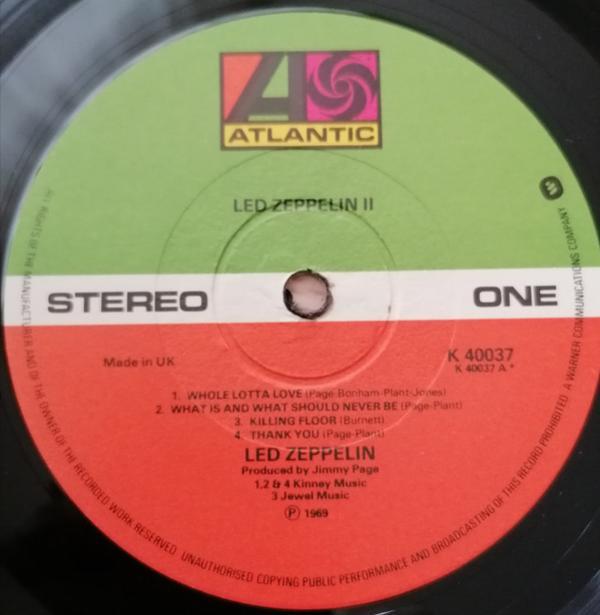 ATLANTIC
LED ZEPPELIN II
STEREO
ONE
Made in UK
K 40037
K 40037 A*
1. WHOLE LOTTA LOVE (Page-Bonham-Plant-Jones)
2. WHAT IS AND WHAT SHOULD NEVER BE (Page-Plant)
3. KILLING FLOOR (Burnett)
4. THANK YOU (Page-Plant)
LED ZEPPELIN
Produced by Jimmy Page
1,2 & 4 Kinney Music
3 Jewel Music
℗ 1969
ALL RIGHTS OF THE MANUFACTURER AND OF THE OWNER OF THE RECORDED WORK RESERVED. UNAUTHORISED COPYING PUBLIC PERFORMANCE AND BROADCASTING OF THIS RECORD PROHIBITED. A WARNER COMMUNICATIONS COMPANY